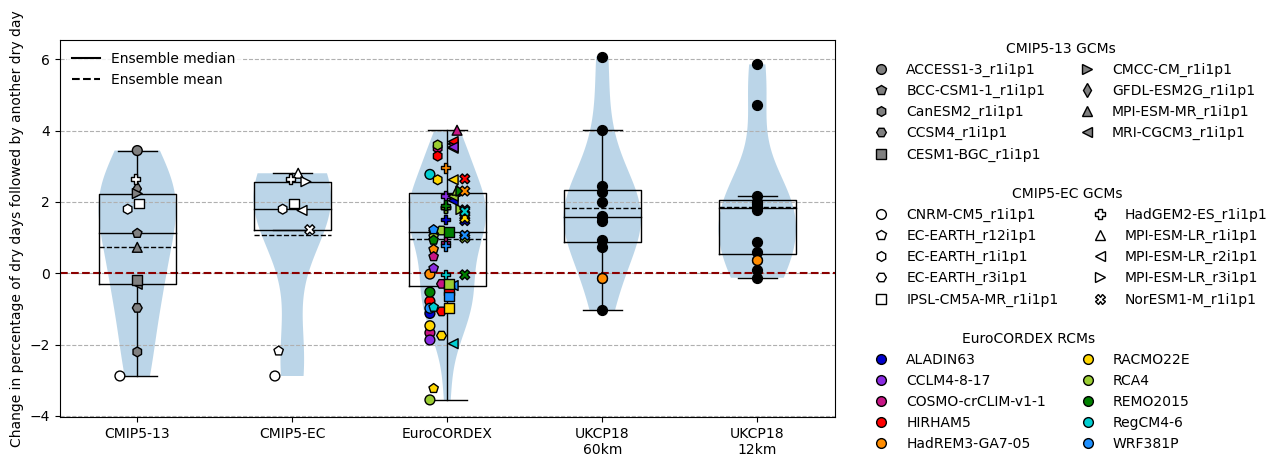 Change in percentage of dry days followed by another dry day
6
4
2
0
−2
−4
Ensemble median
Ensemble mean
CMIP5-13
CMIP5-EC
EuroCORDEX
UKCP18
60km
UKCP18
12km
CMIP5-13 GCMs
ACCESS1-3_r1i1p1
BCC-CSM1-1_r1i1p1
CanESM2_r1i1p1
CCSM4_r1i1p1
CESM1-BGC_r1i1p1
CMCC-CM_r1i1p1
GFDL-ESM2G_r1i1p1
MPI-ESM-MR_r1i1p1
MRI-CGCM3_r1i1p1
CMIP5-EC GCMs
CNRM-CM5_r1i1p1
EC-EARTH_r12i1p1
EC-EARTH_r1i1p1
EC-EARTH_r3i1p1
IPSL-CM5A-MR_r1i1p1
HadGEM2-ES_r1i1p1
MPI-ESM-LR_r1i1p1
MPI-ESM-LR_r2i1p1
MPI-ESM-LR_r3i1p1
NorESM1-M_r1i1p1
EuroCORDEX RCMs
ALADIN63
CCLM4-8-17
COSMO-crCLIM-v1-1
HIRHAM5
HadREM3-GA7-05
RACMO22E
RCA4
REMO2015
RegCM4-6
WRF381P